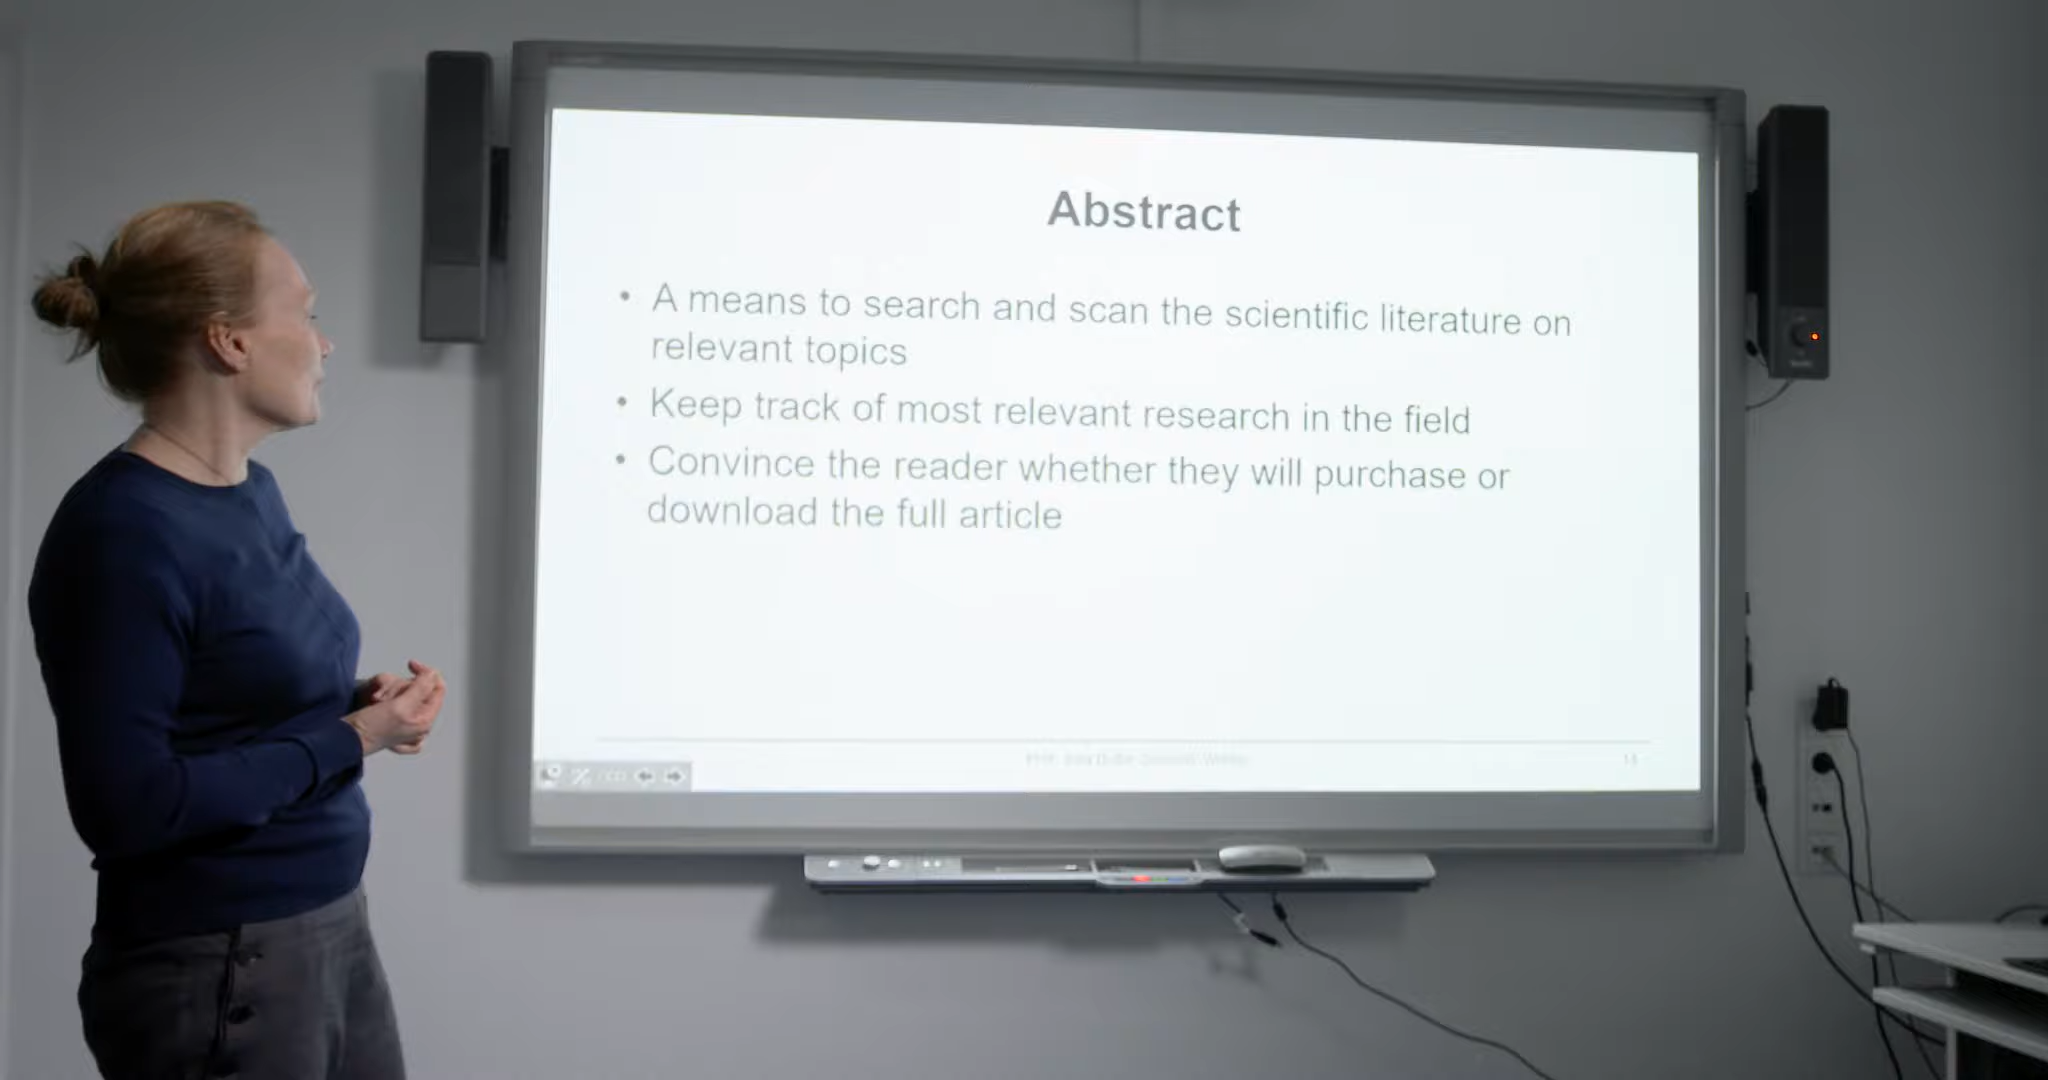 Abstract
• A means to search and scan the scientific literature on
relevant topics
• Keep track of most relevant research in the field
• Convince the reader whether they will purchase or
download the full article
14